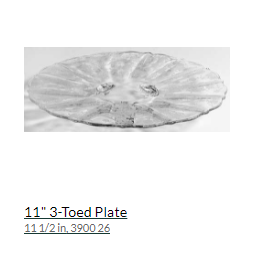 11" 3-Toed Plate
11 1/2 in, 3900 26